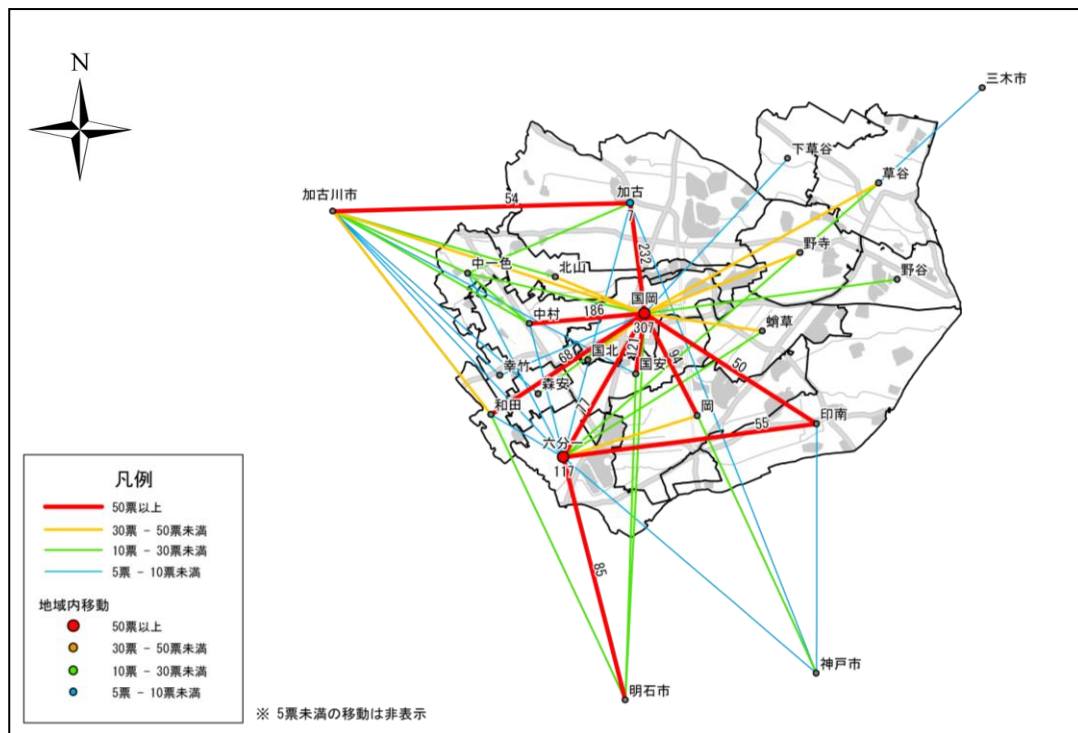 N
三木市
下草谷
草谷
加古川市
54
加古
7
野寺
232
中一色
北山
野谷
国岡
中村
186
307
蛸草
68
国北
121
国安
94
50
幸竹
森安
和田
77
岡
印南
55
六分一
117
凡例
50票以上
30票 - 50票未満
10票 - 30票未満
5票 - 10票未満
85
地域内移動
50票以上
30票 - 50票未満
10票 - 30票未満
5票 - 10票未満
神戸市
明石市
※ 5票未満の移動は非表示